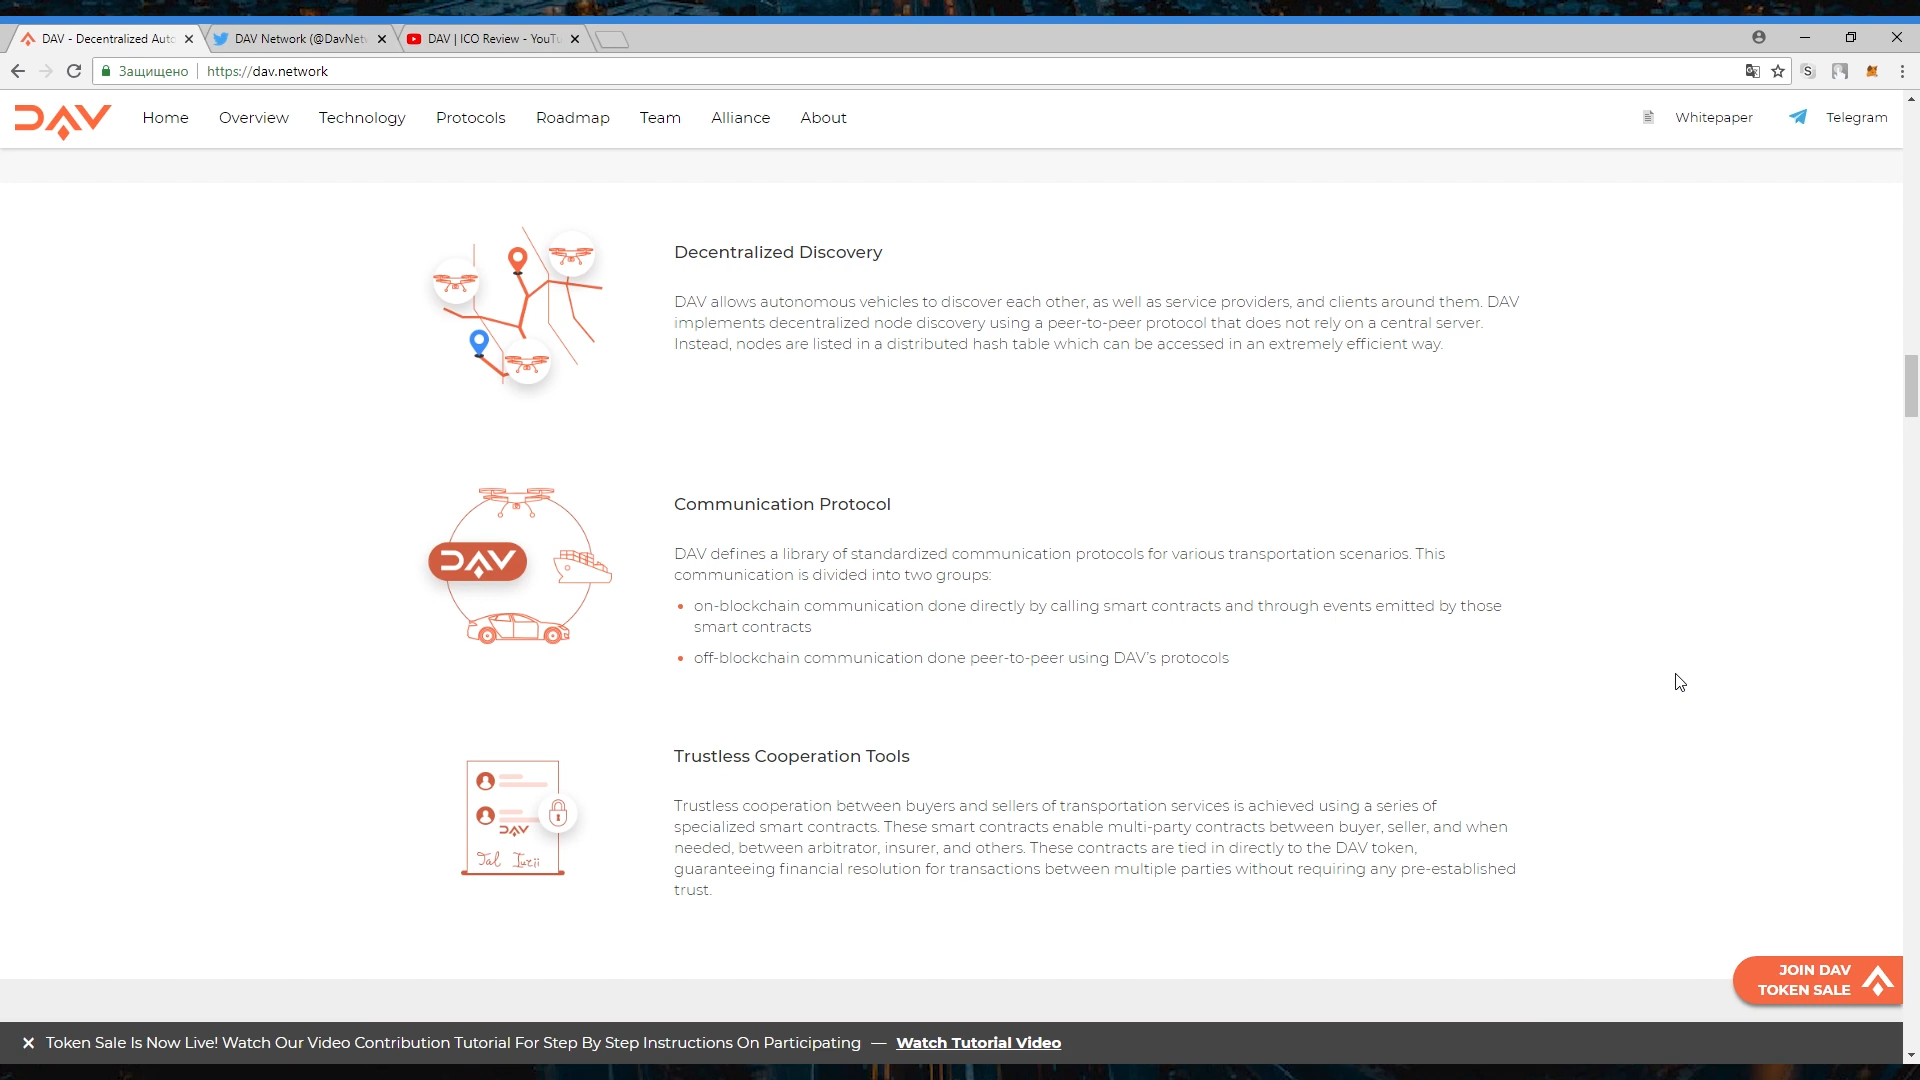 DAV - Decentralized Auto
DAV Network (@DavNet
DAV | ICO Review - YouTu
Защищено
https://dav.network
DAV
Home
Overview
Technology
Protocols
Roadmap
Team
Alliance
About
Whitepaper
Telegram
Decentralized Discovery
DAV allows autonomous vehicles to discover each other, as well as service providers, and clients around them. DAV
implements decentralized node discovery using a peer-to-peer protocol that does not rely on a central server.
Instead, nodes are listed in a distributed hash table which can be accessed in an extremely efficient way.
DAV
Communication Protocol
DAV defines a library of standardized communication protocols for various transportation scenarios. This
communication is divided into two groups:
on-blockchain communication done directly by calling smart contracts and through events emitted by those
smart contracts
off-blockchain communication done peer-to-peer using DAV's protocols
DAV
Tal Iurii
Trustless Cooperation Tools
Trustless cooperation between buyers and sellers of transportation services is achieved using a series of
specialized smart contracts. These smart contracts enable multi-party contracts between buyer, seller, and when
needed, between arbitrator, insurer, and others. These contracts are tied in directly to the DAV token,
guaranteeing financial resolution for transactions between multiple parties without requiring any pre-established
trust.
JOIN DAV
TOKEN SALE
Token Sale Is Now Live! Watch Our Video Contribution Tutorial For Step By Step Instructions On Participating — Watch Tutorial Video